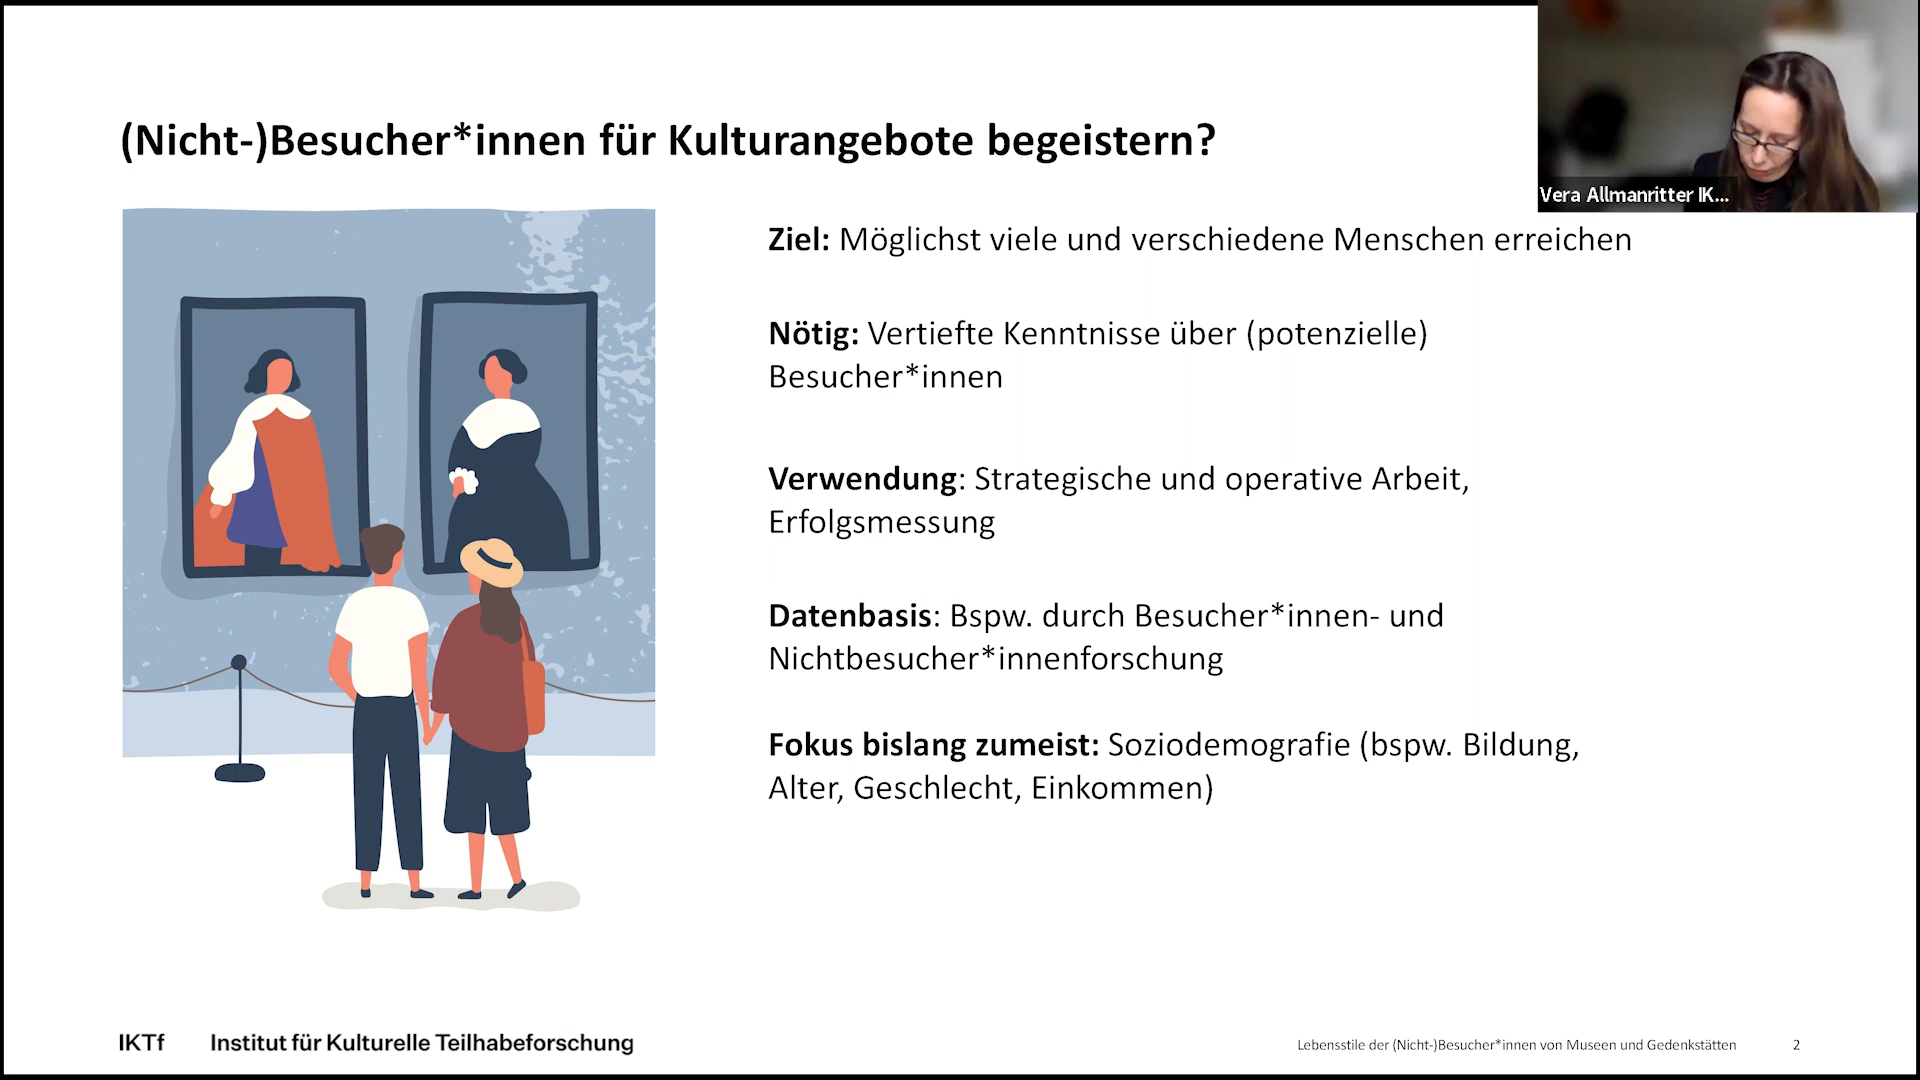 (Nicht-)Besucher*innen für Kulturangebote begeistern?
Vera Allmanritter IK...
Ziel: Möglichst viele und verschiedene Menschen erreichen
Nötig: Vertiefte Kenntnisse über (potenzielle)
Besucher*innen
Verwendung: Strategische und operative Arbeit,
Erfolgsmessung
Datenbasis: Bspw. durch Besucher*innen- und
Nichtbesucher*innenforschung
Fokus bislang zumeist: Soziodemografie (bspw. Bildung,
Alter, Geschlecht, Einkommen)
IKTf Institut für Kulturelle Teilhabeforschung
Lebensstile der (Nicht-)Besucher*innen von Museen und Gedenkstätten 2